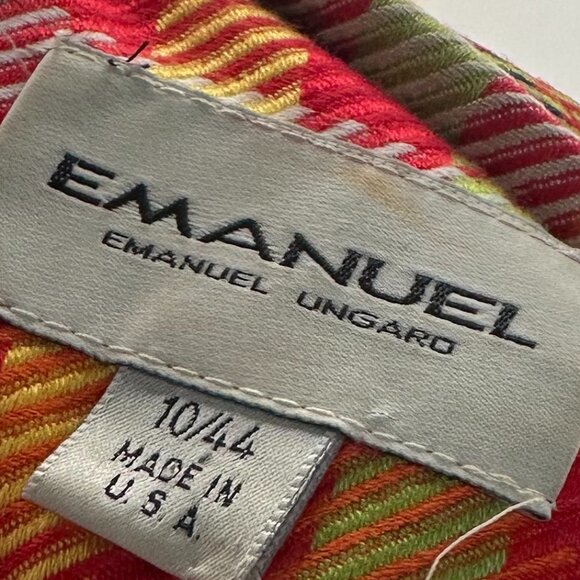 EMANUEL
EMANUEL UNGARO
10/44
MADE IN
U.S.A.